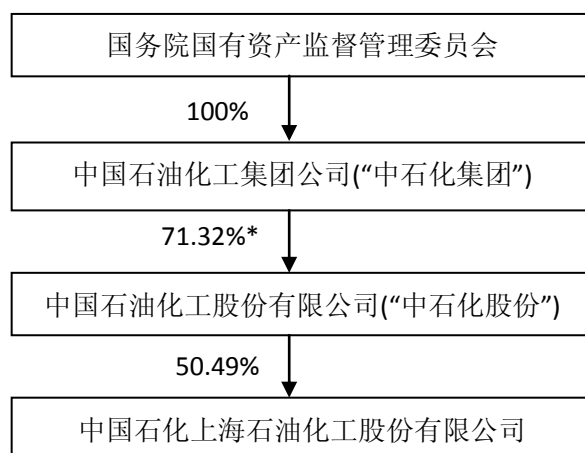 国务院国有资产监督管理委员会
100%
中国石油化工集团公司(“中石化集团”)
71.32%*
中国石油化工股份有限公司(“中石化股份”)
50.49%
中国石化上海石油化工股份有限公司